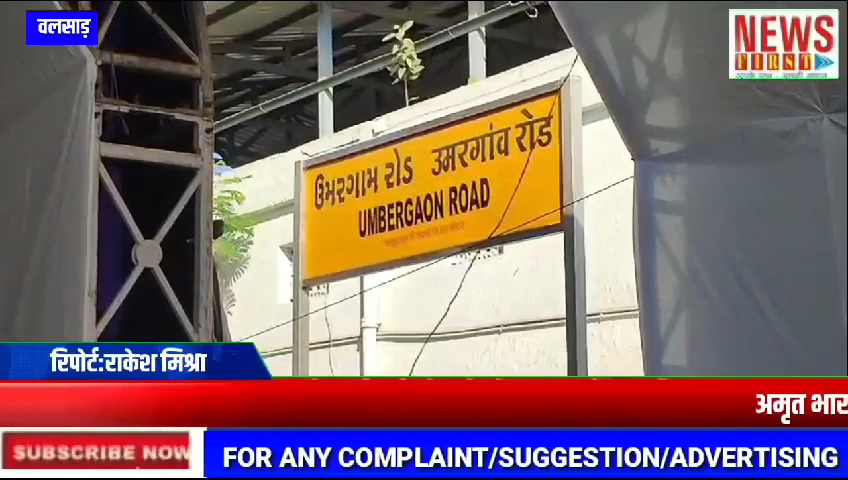 वलसाड़
NEWS
FIRST
ઉમરગામ રોડ उमरगांव रोड
UMBERGAON ROAD
रिपोर्ट:राकेश मिश्रा
अमृत भार
SUBSCRIBE NOW
FOR ANY COMPLAINT/SUGGESTION/ADVERTISING